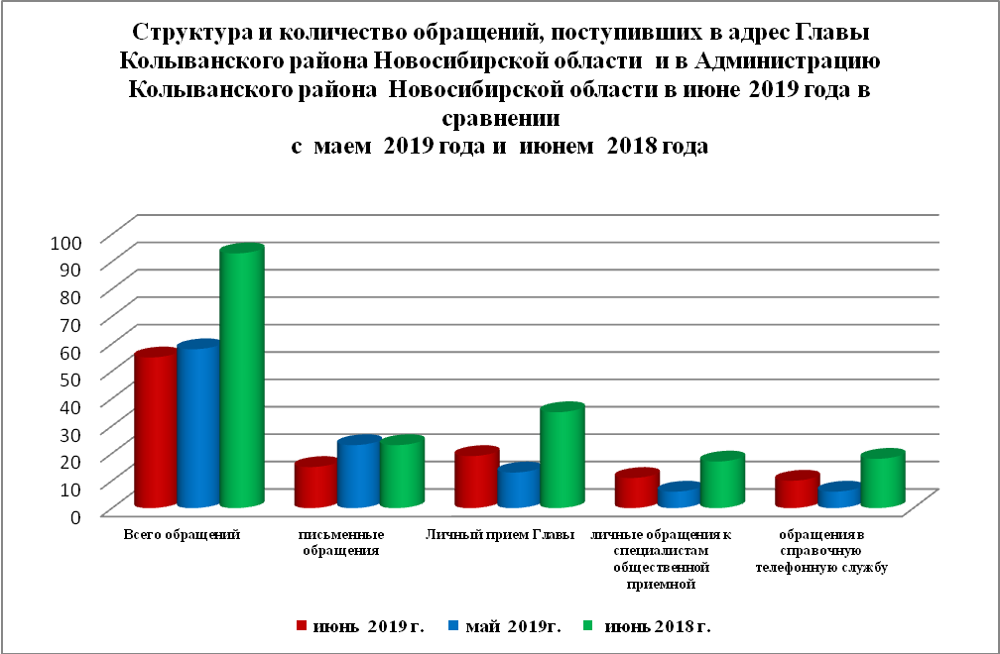 Структура и количество обращений, поступивших в адрес Главы
Колыванского района Новосибирской области и в Администрацию
Колыванского района Новосибирской области в июне 2019 года в
сравнении
с маем 2019 года и июнем 2018 года
100
90
80
70
60
50
40
30
20
10
0
Всего обращений
письменные
обращения
Личный прием Главы
личные обращения к
специалистам
общественной
приемной
обращения в
справочную
телефонную службу
июнь 2019 г.
май 2019г.
июнь 2018 г.